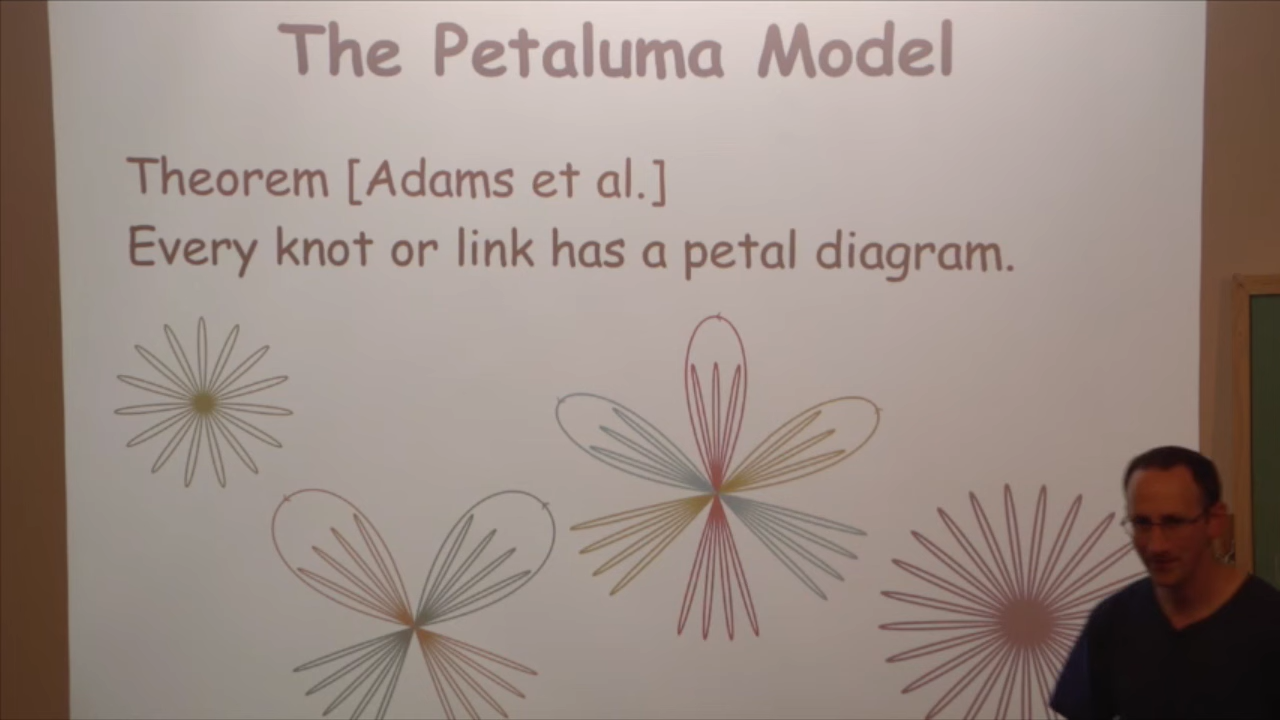 The Petaluma Model
Theorem [Adams et al.]
Every knot or link has a petal diagram.